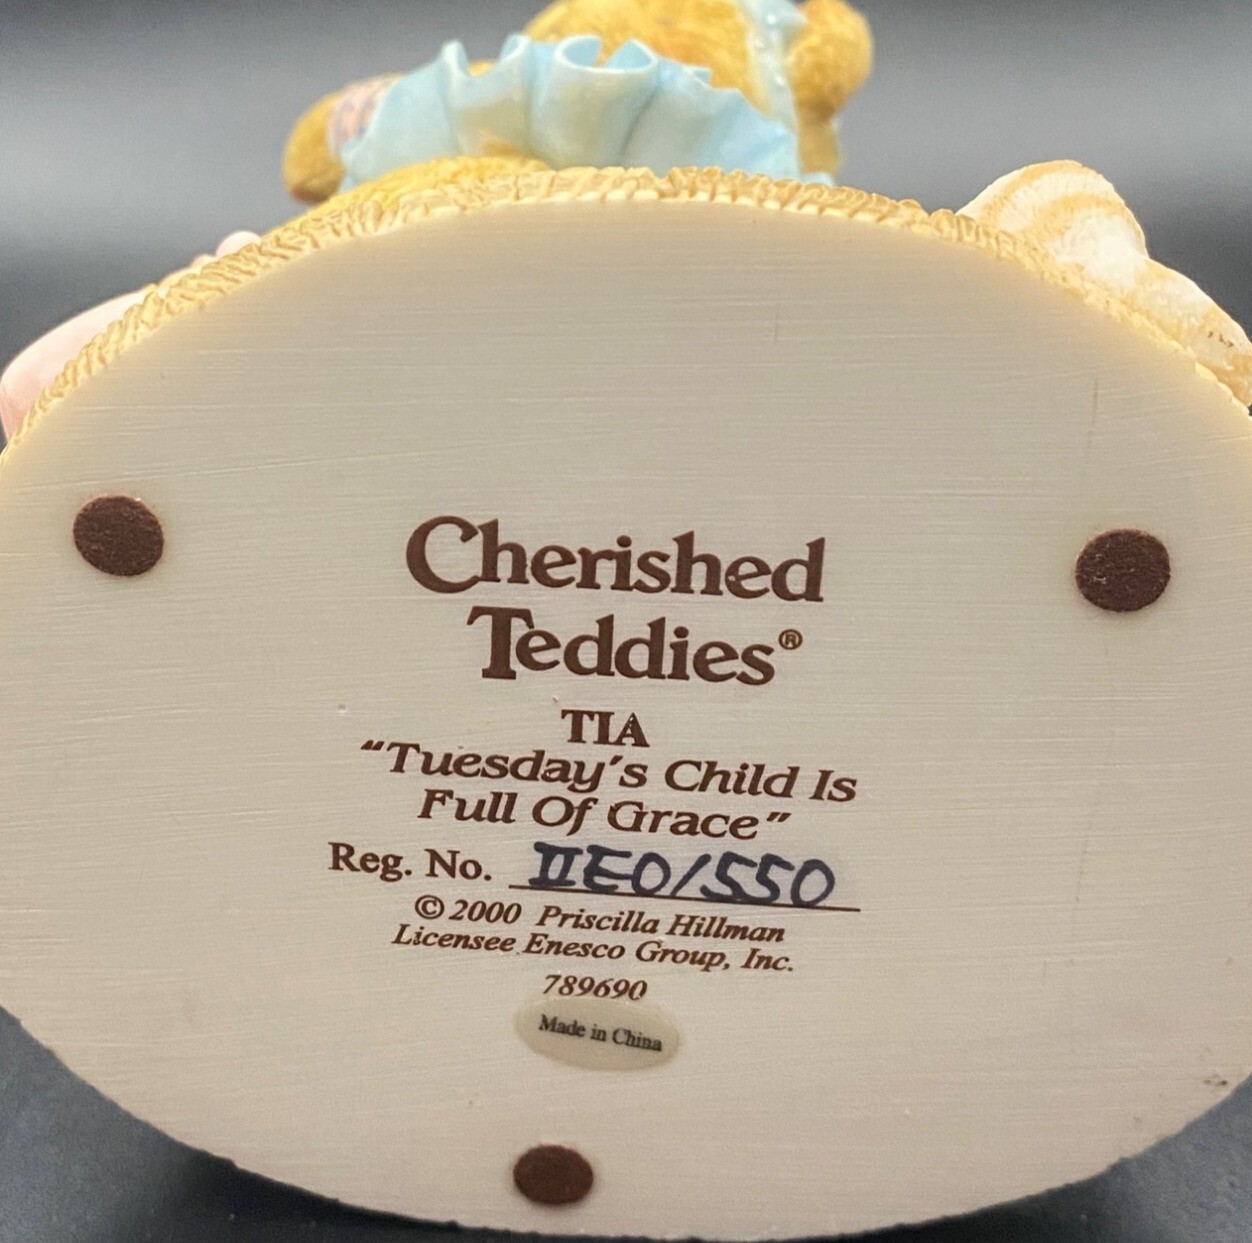 Cherished
Teddies®
TIA
“Tuesday's Child Is
Full Of Grace”
Reg. No. IIE0/550
© 2000 Priscilla Hillman
Licensee Enesco Group, Inc.
789690
Made in China